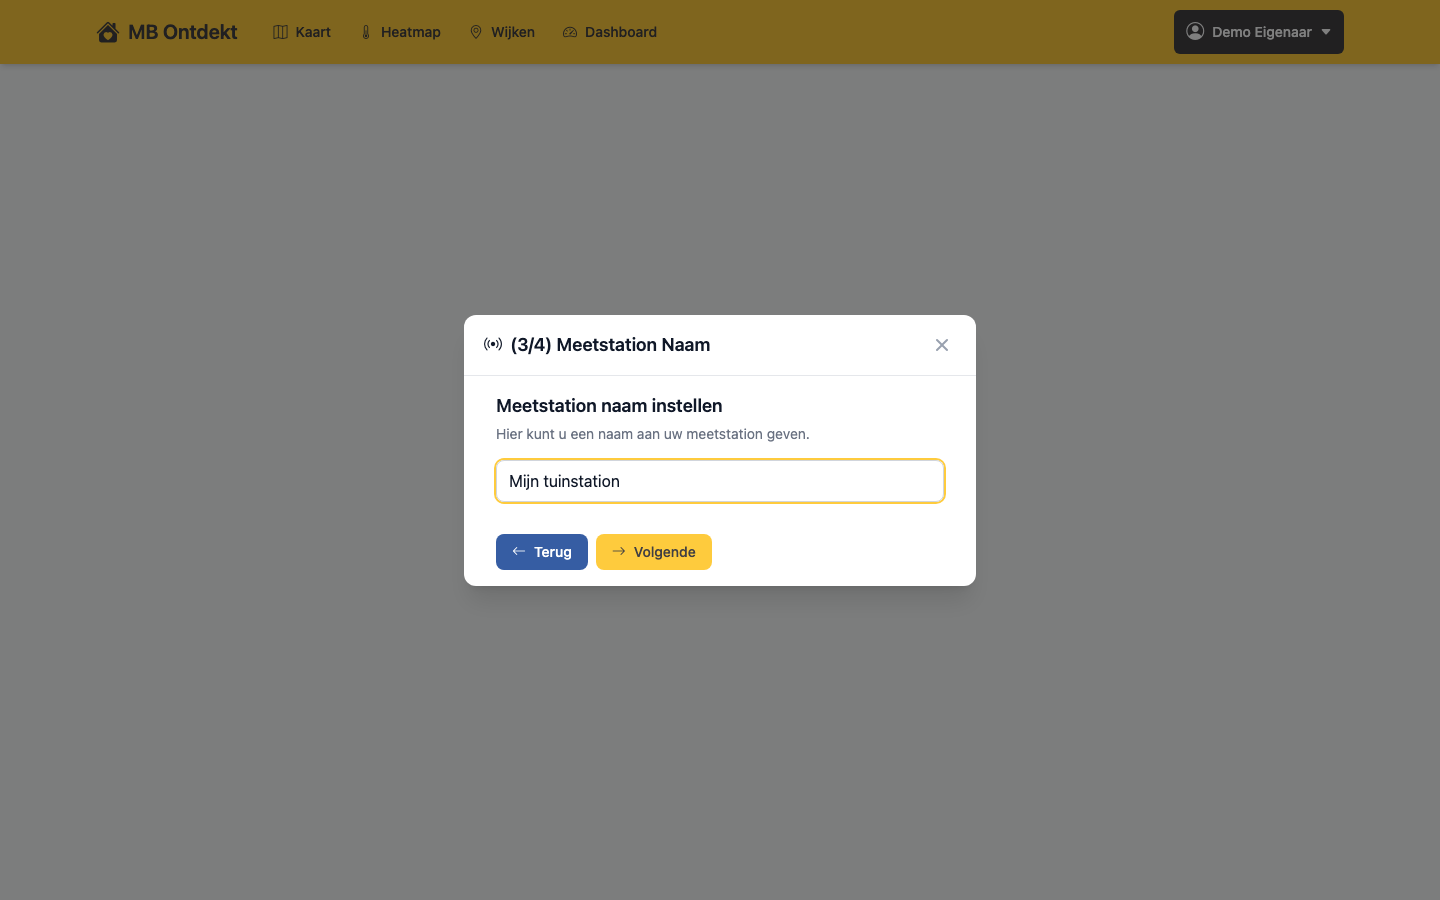 MB Ontdekt
Kaart
Heatmap
Wijken
Dashboard
Demo Eigenaar
(3/4) Meetstation Naam
Meetstation naam instellen
Hier kunt u een naam aan uw meetstation geven.
Mijn tuinstation
Terug
Volgende